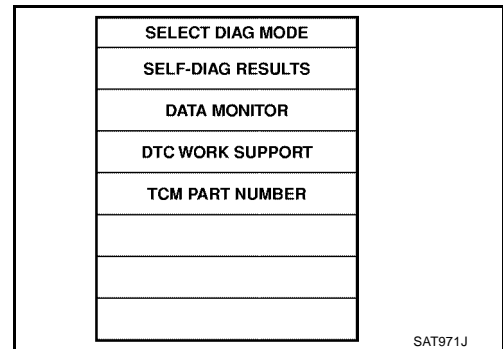 SELECT DIAG MODE
SELF-DIAG RESULTS
DATA MONITOR
DTC WORK SUPPORT
TCM PART NUMBER
SAT971J